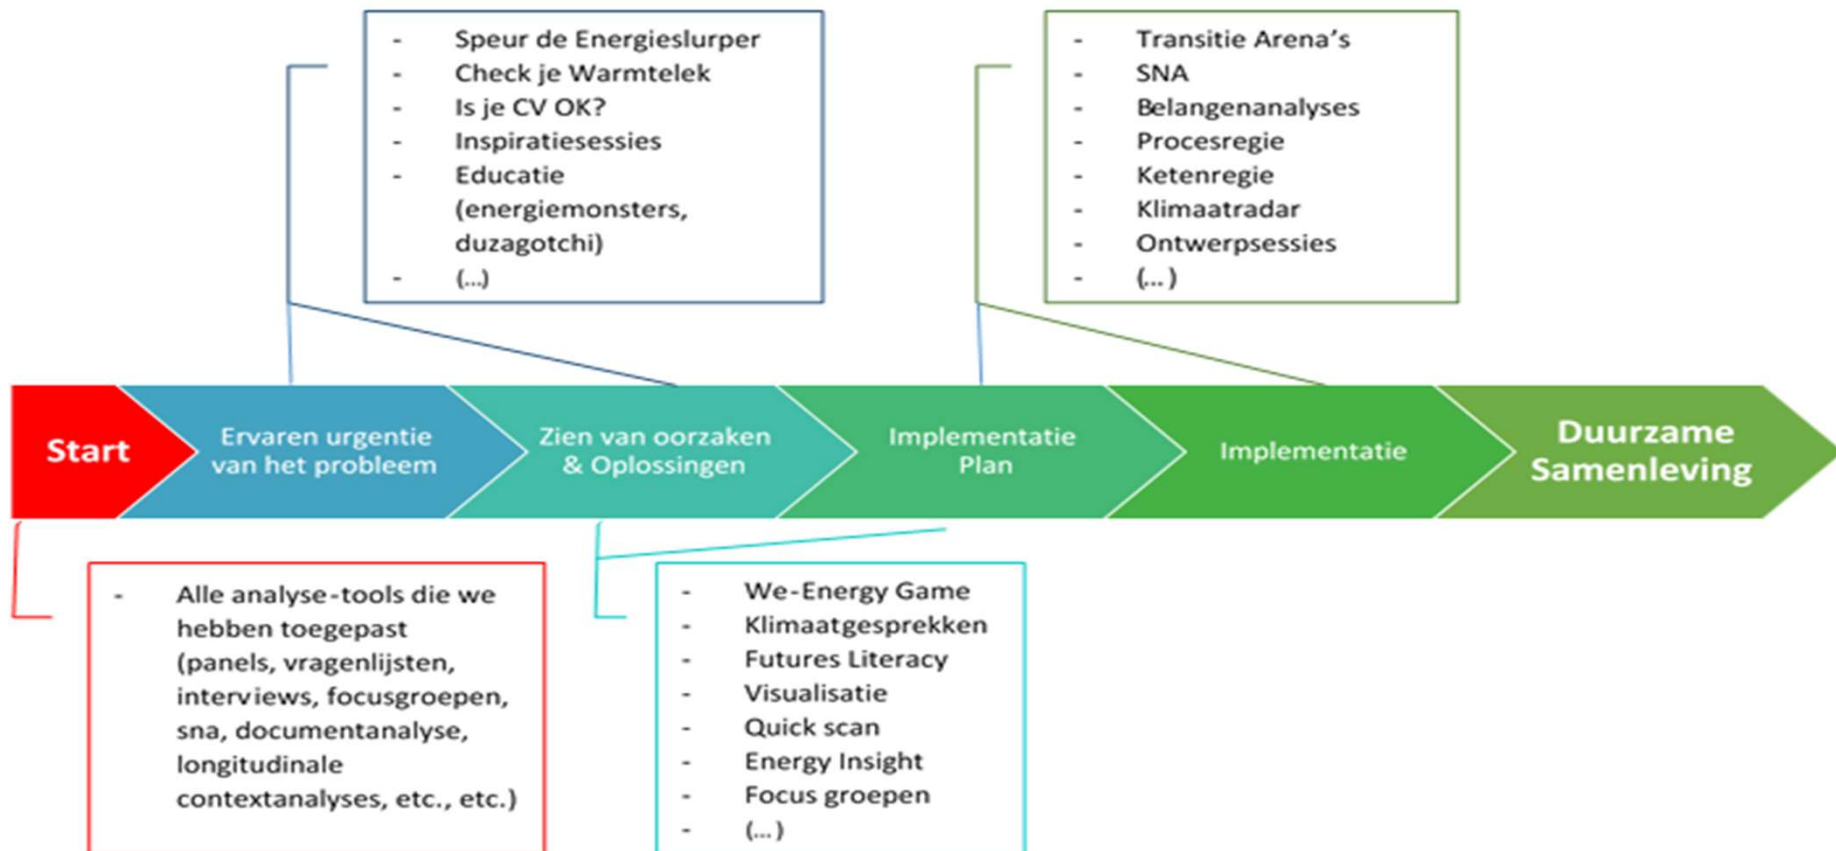 - Speur de Energieslurper
- Check je Warmtelek
- Is je CV OK?
- Inspiratiesessies
- Educatie
(energiemonsters,
duzagotchi)
- (...)
- Transitie Arena's
- SNA
- Belangenanalyses
- Procesregie
- Ketenregie
- Klimaatradar
- Ontwerpsessies
- (...)
Start
Ervaren urgentie
van het probleem
Zien van oorzaken
& Oplossingen
Implementatie
Plan
Implementatie
Duurzame
Samenleving
- Alle analyse-tools die we
hebben toegepast
(panels, vragenlijsten,
interviews, focusgroepen,
sna, documentanalyse,
longitudinale
contextanalyses, etc., etc.)
- We-Energy Game
- Klimaatgesprekken
- Futures Literacy
- Visualisatie
- Quick scan
- Energy Insight
- Focus groepen
- (...)